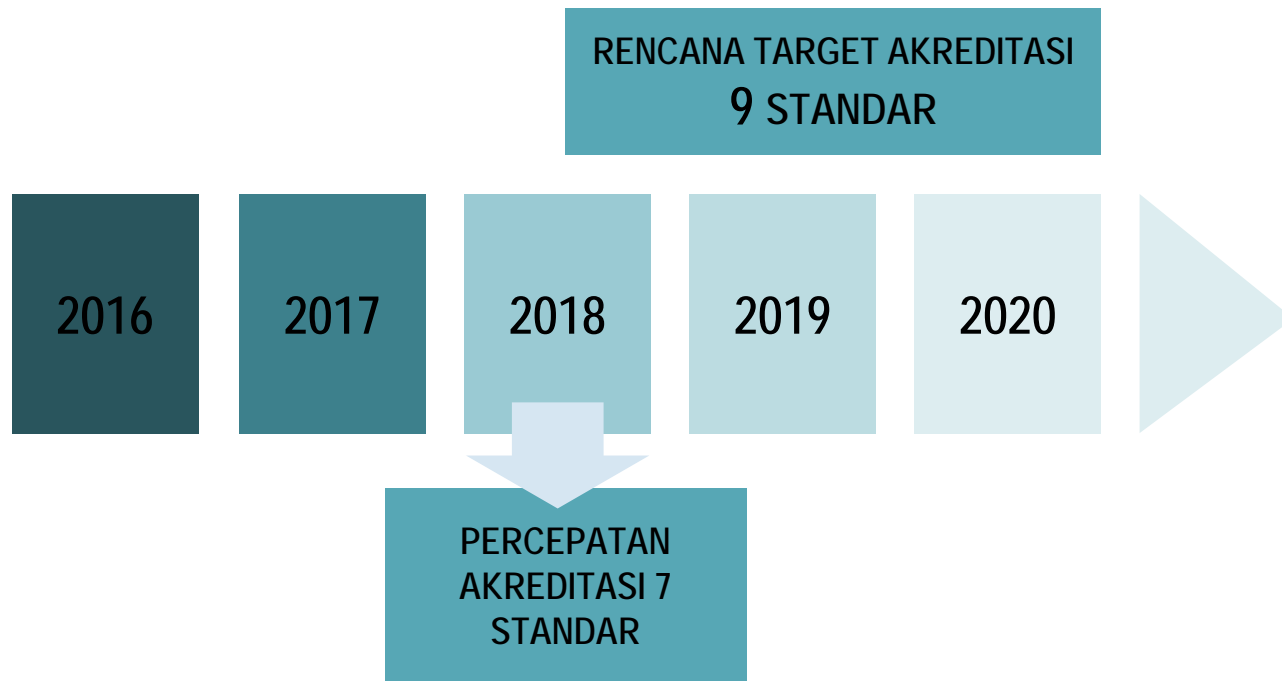 RENCANA TARGET AKREDITASI
9 STANDAR
2016
2017
2018
2019
2020
PERCEPATAN
AKREDITASI 7
STANDAR